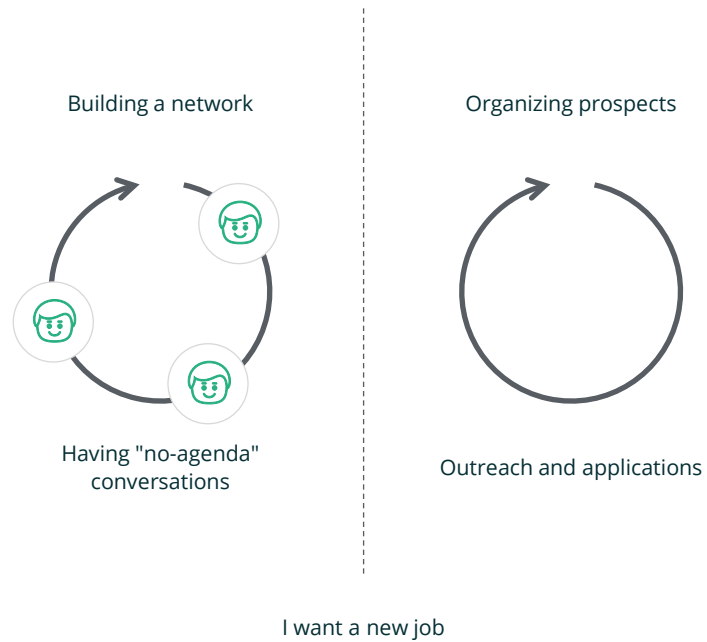 Building a network
Organizing prospects
Having "no-agenda"
conversations
Outreach and applications
I want a new job